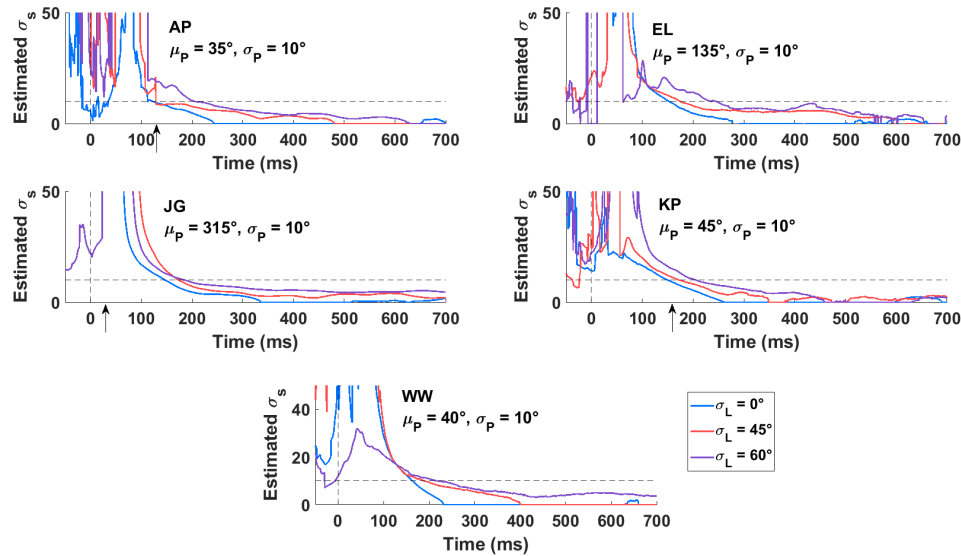 AP
μP = 35°, σP = 10°
Estimated σs
50
0
0 100 200 300 400 500 600 700
Time (ms)
EL
μP = 135°, σP = 10°
Estimated σs
50
0
0 100 200 300 400 500 600 700
Time (ms)
JG
μP = 315°, σP = 10°
Estimated σs
50
0
0 100 200 300 400 500 600 700
Time (ms)
KP
μP = 45°, σP = 10°
Estimated σs
50
0
0 100 200 300 400 500 600 700
Time (ms)
WW
μP = 40°, σP = 10°
Estimated σs
40
20
0
0 100 200 300 400 500 600 700
Time (ms)
σL = 0°
σL = 45°
σL = 60°